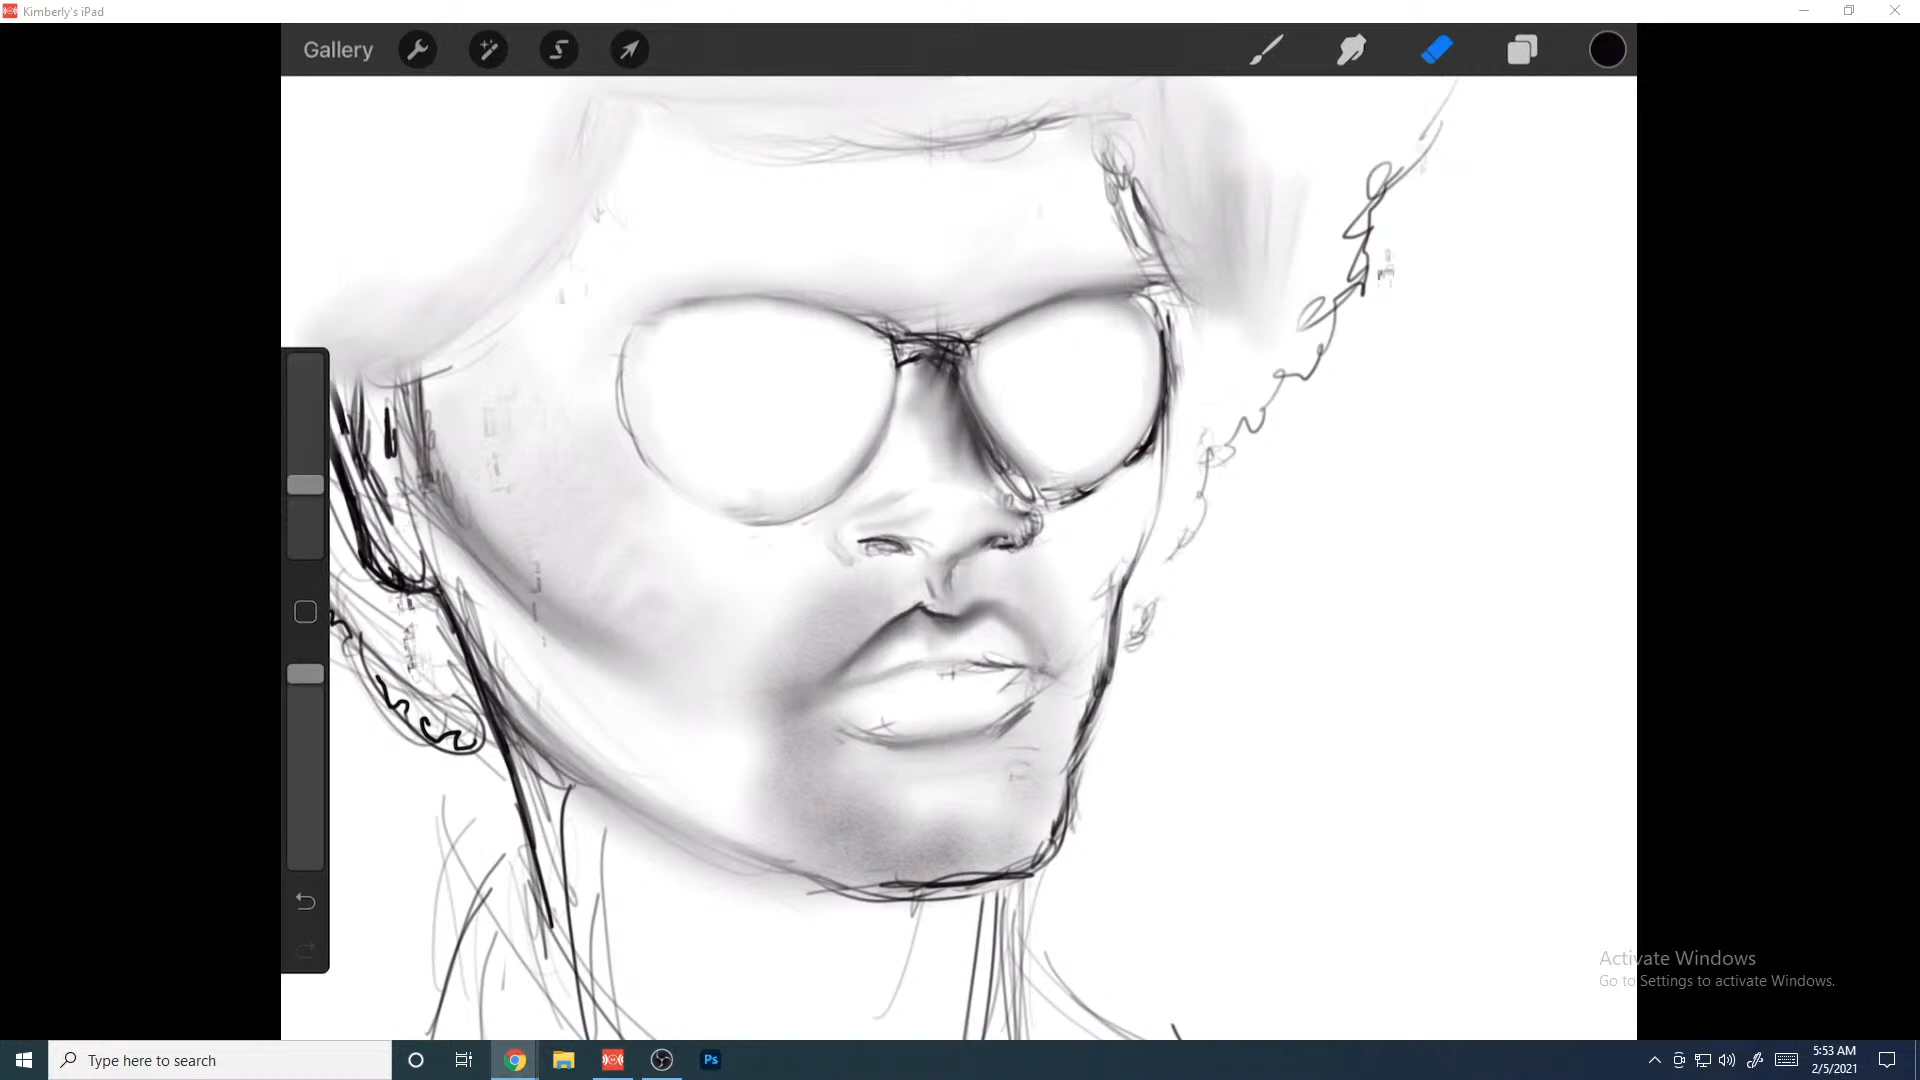 Kimberly's iPad
Gallery
Activate Windows
Go to Settings to activate Windows.
Type here to search
Ps
5:53 AM
2/5/2021